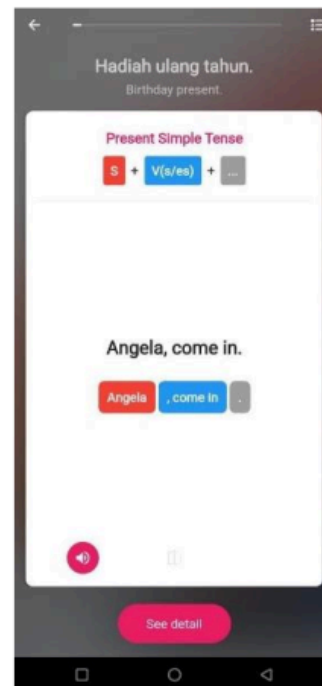 Hadiah ulang tahun.
Birthday present.
Present Simple Tense
S + V(s/es) + ...
Angela, come in.
Angela , come in .
See detail